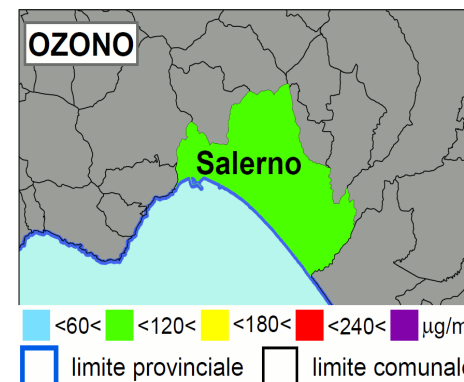 OZONO
Salerno
<60< <120< <180< <240< µg/m
limite provinciale limite comunale